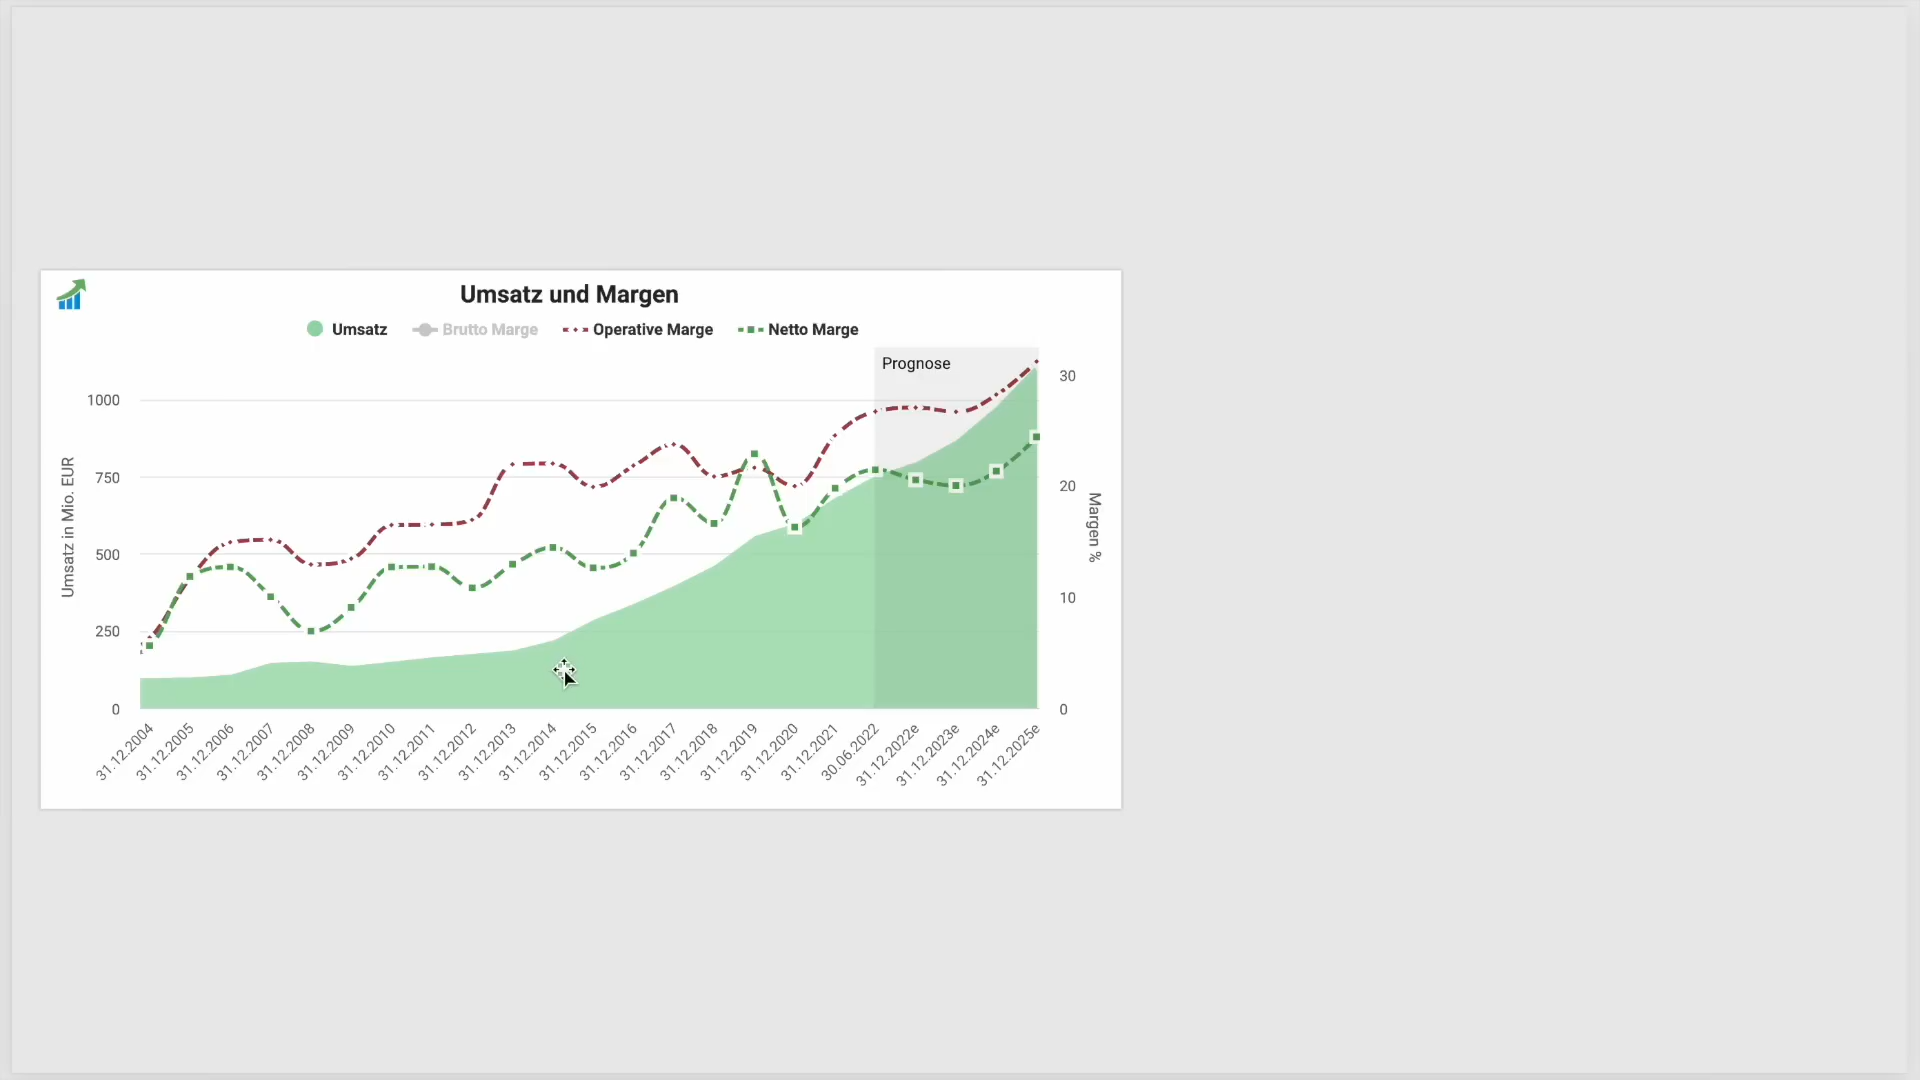 Umsatz und Margen
Umsatz
Brutto Marge
Operative Marge
Netto Marge
Prognose
1000
750
500
250
0
Umsatz in Mio. EUR
30
20
10
0
Margen %
31.12.2004
31.12.2005
31.12.2006
31.12.2007
31.12.2008
31.12.2009
31.12.2010
31.12.2011
31.12.2012
31.12.2013
31.12.2014
31.12.2015
31.12.2016
31.12.2017
31.12.2018
31.12.2019
31.12.2020
31.12.2021
30.06.2022
31.12.2022e
31.12.2023e
31.12.2024e
31.12.2025e